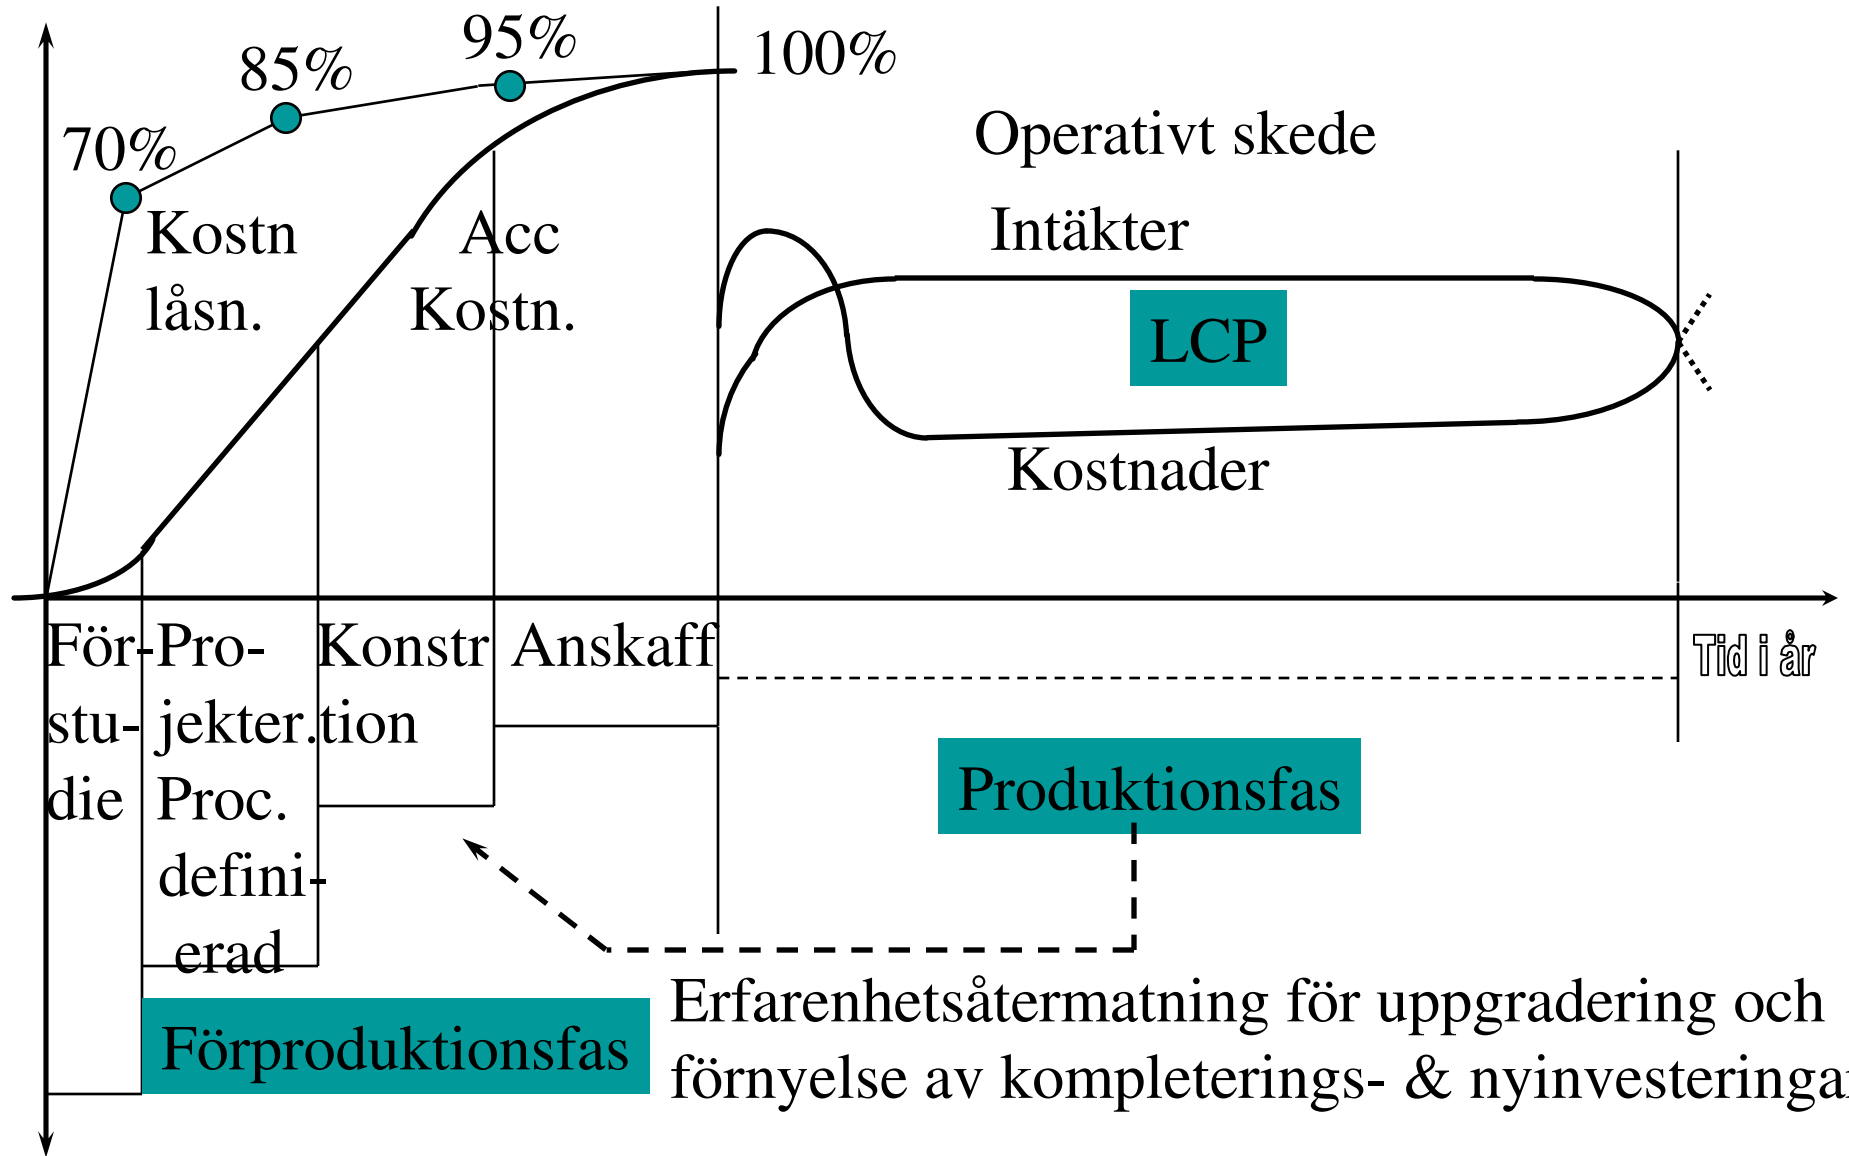 70%
85%
95%
100%
Kostn
låsn.
Acc
Kostn.
Operativt skede
Intäkter
LCP
Kostnader
För-
stu-
die
Pro-
jekter.
Proc.
defini-
erad
Konstr
tion
Anskaff
Tid i år
Produktionsfas
Förproduktionsfas
Erfarenhetsåtermatning för uppgradering och
förnyelse av kompleterings- & nyinvesteringar